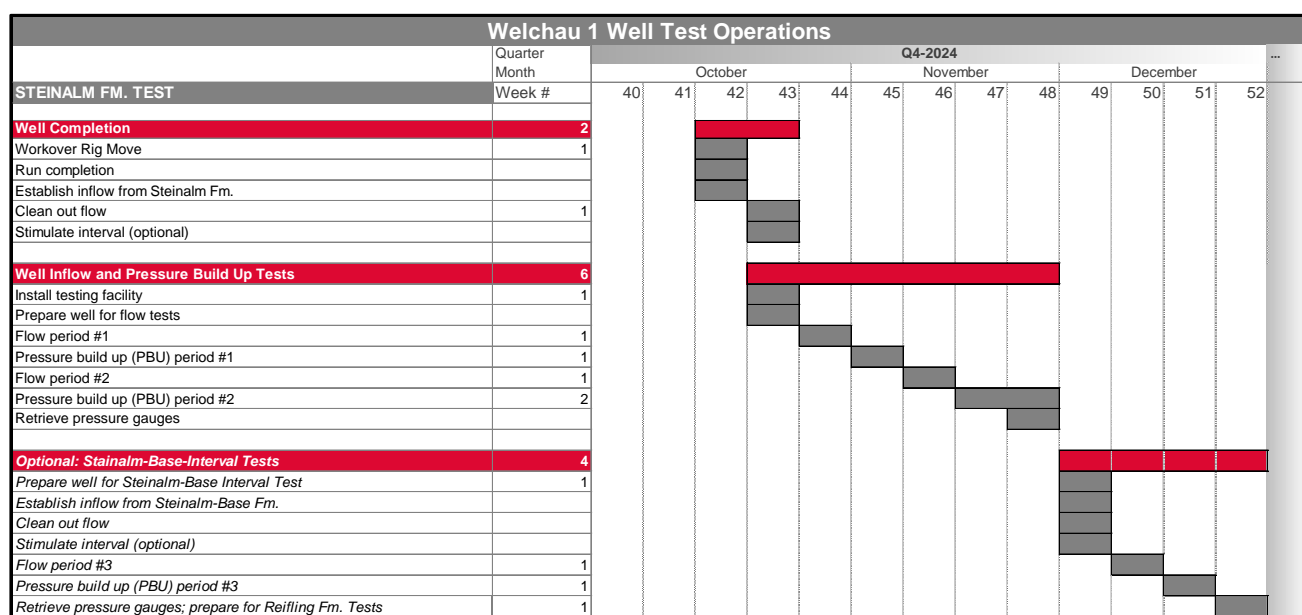 Welchau 1 Well Test Operations
Quarter Q4-2024 ...
Month October November December
STEINALM FM. TEST Week # 40 41 42 43 44 45 46 47 48 49 50 51 52
Well Completion 2
Workover Rig Move 1
Run completion
Establish inflow from Steinalm Fm.
Clean out flow 1
Stimulate interval (optional)
Well Inflow and Pressure Build Up Tests 6
Install testing facility 1
Prepare well for flow tests
Flow period #1 1
Pressure build up (PBU) period #1 1
Flow period #2 1
Pressure build up (PBU) period #2 2
Retrieve pressure gauges
Optional: Stainalm-Base-Interval Tests 4
Prepare well for Steinalm-Base Interval Test 1
Establish inflow from Steinalm-Base Fm.
Clean out flow
Stimulate interval (optional)
Flow period #3 1
Pressure build up (PBU) period #3 1
Retrieve pressure gauges; prepare for Reifling Fm. Tests 1